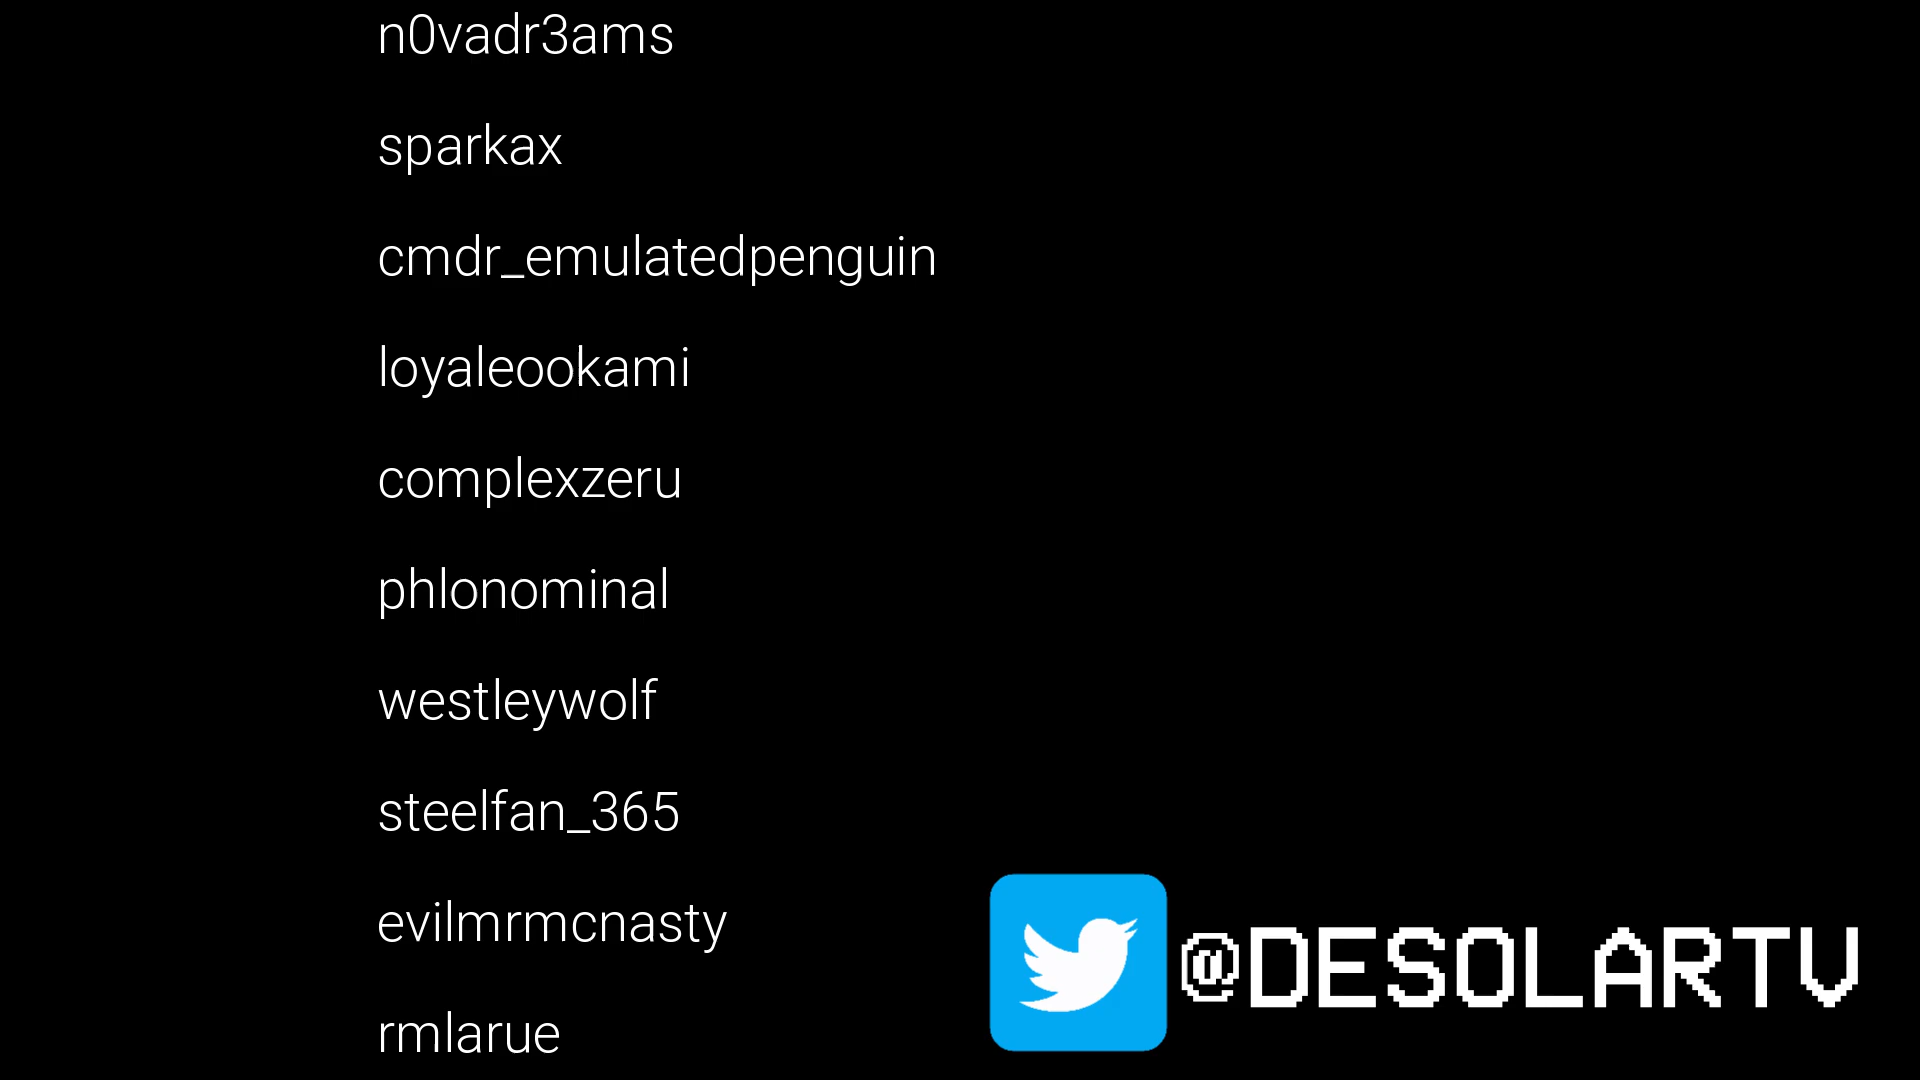 n0vadr3ams
sparkax
cmdr_emulatedpenguin
loyaleookami
complexzeru
phlonominal
westleywolf
steelfan_365
evilmrmcnasty
rmlarue
@DESOLARTV